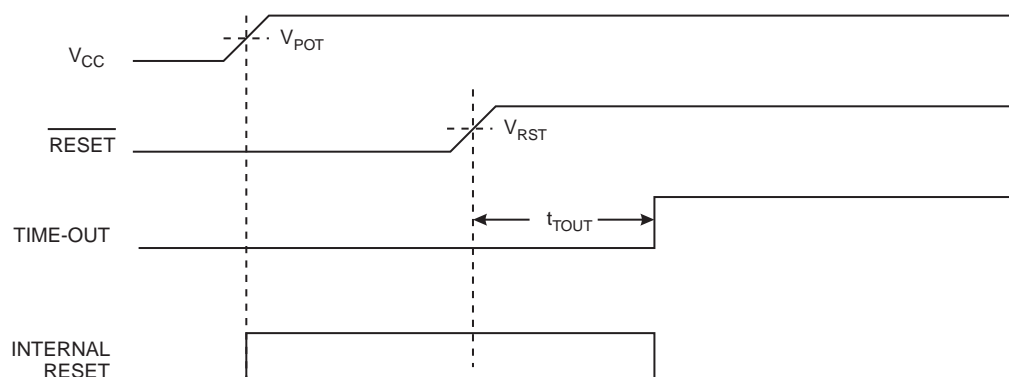 V_CC
V_POT
RESET
V_RST
TIME-OUT
t_TOUT
INTERNAL
RESET